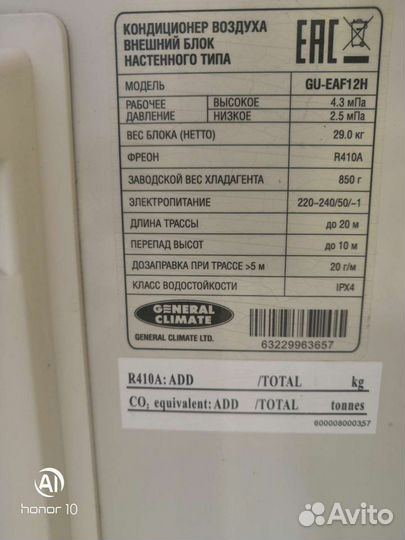 КОНДИЦИОНЕР ВОЗДУХА
ВНЕШНИЙ БЛОК
НАСТЕННОГО ТИПА
EAC
МОДЕЛЬ GU-EAF12H
РАБОЧЕЕ ДАВЛЕНИЕ ВЫСОКОЕ 4.3 мПа
НИЗКОЕ 2.5 мПа
ВЕС БЛОКА (НЕТТО) 29.0 кг
ФРЕОН R410A
ЗАВОДСКОЙ ВЕС ХЛАДАГЕНТА 850 г
ЭЛЕКТРОПИТАНИЕ 220-240/50/~1
ДЛИНА ТРАССЫ до 20 м
ПЕРЕПАД ВЫСОТ до 10 м
ДОЗАПРАВКА ПРИ ТРАССЕ >5 м 20 г/м
КЛАСС ВОДОСТОЙКОСТИ IPX4
GENERAL
CLIMATE
GENERAL CLIMATE LTD.
63229963657
R410A: ADD /TOTAL kg
CO₂ equivalent: ADD /TOTAL tonnes
600008000357
AI
honor 10
Avito